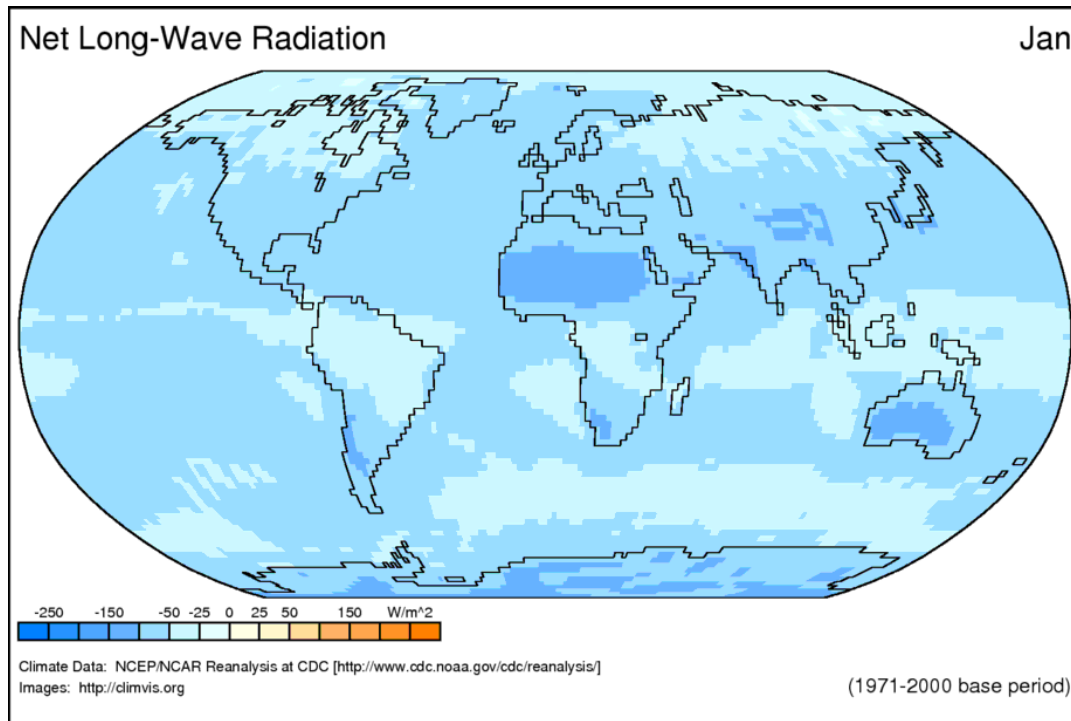 Net Long-Wave Radiation Jan
-250 -150 -50 -25 0 25 50 150 W/m^2
Climate Data: NCEP/NCAR Reanalysis at CDC [http://www.cdc.noaa.gov/cdc/reanalysis/]
Images: http://climvis.org (1971-2000 base period)